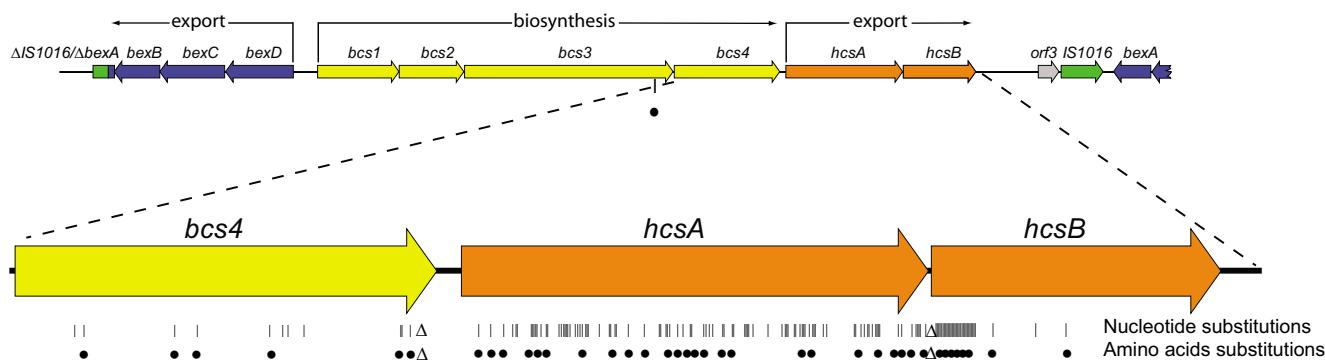 export biosynthesis export
ΔIS1016/ΔbexA bexB bexC bexD bcs1 bcs2 bcs3 bcs4 hcsA hcsB orf3 IS1016 bexA
bcs4 hcsA hcsB
Δ Δ Nucleotide substitutions
Δ Δ Amino acids substitutions